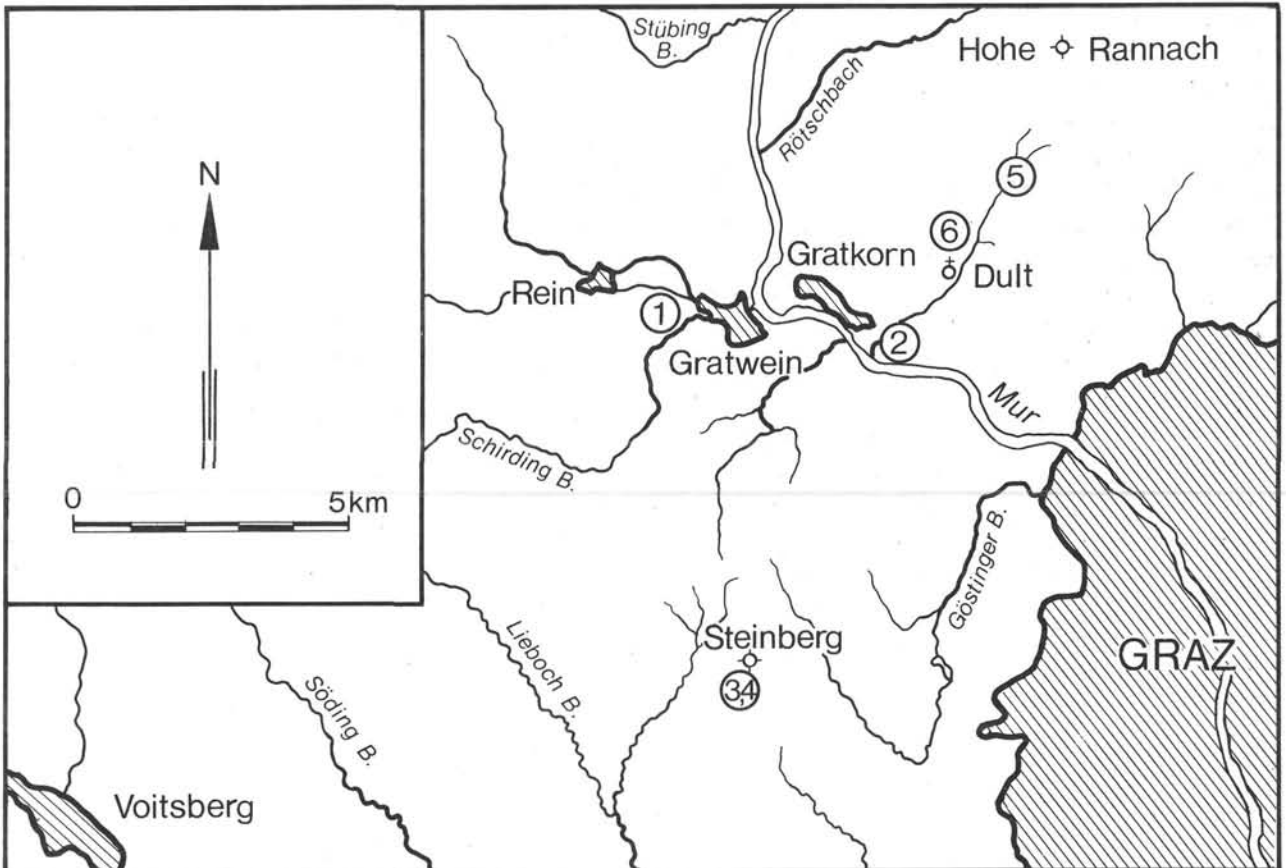 Stübing
B.
Hohe Rannach
Rötschbach
N
5
6
Gratkorn
Dult
Rein
1
Gratwein
2
Mur
Schirding B.
0 5km
Göstinger B.
Lieboch B.
Steinberg
3,4
GRAZ
Söding B.
Voitsberg